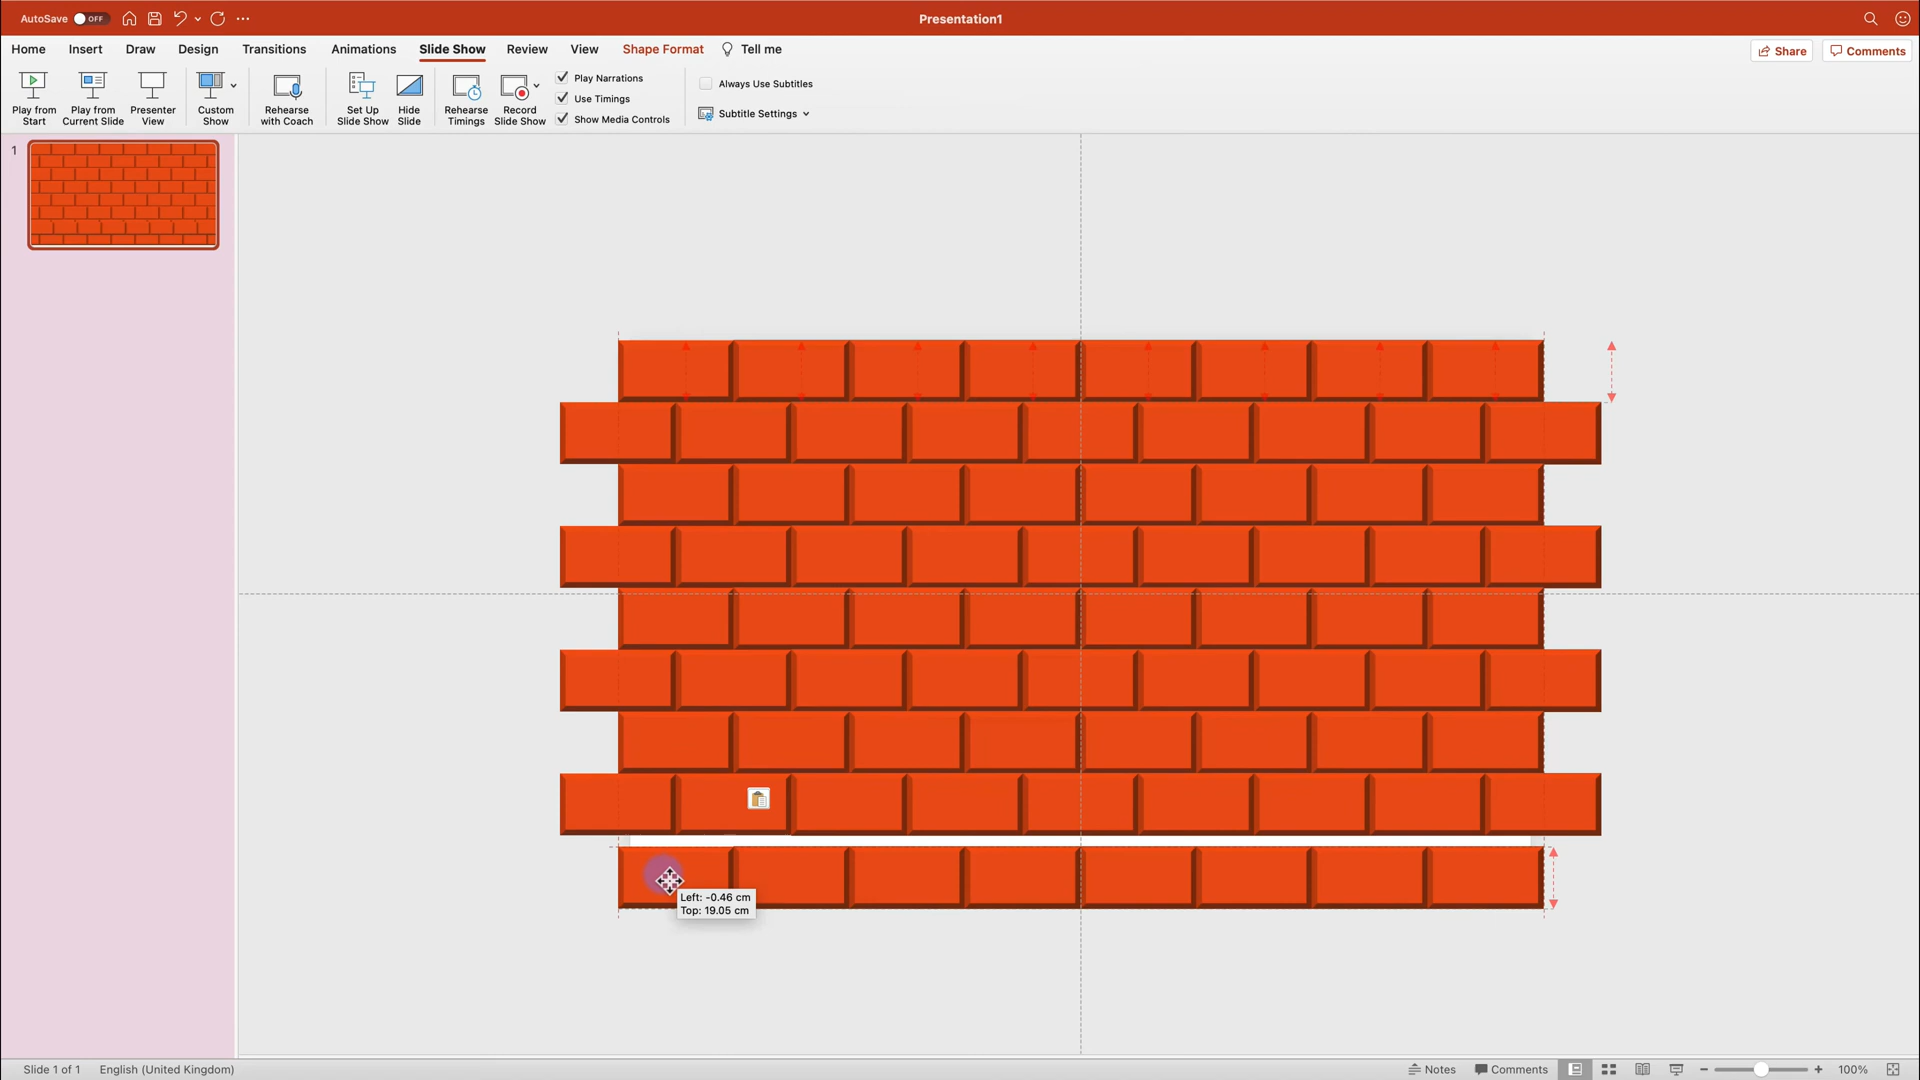 AutoSave OFF
Presentation1
Home Insert Draw Design Transitions Animations Slide Show Review View Shape Format Tell me
Share Comments
Play from Start
Play from Current Slide
Presenter View
Custom Show
Rehearse with Coach
Set Up Slide Show
Hide Slide
Rehearse Timings
Record Slide Show
Play Narrations
Use Timings
Show Media Controls
Always Use Subtitles
Subtitle Settings
1
Left: -0.46 cm
Top: 19.05 cm
Slide 1 of 1 English (United Kingdom)
Notes Comments 100%